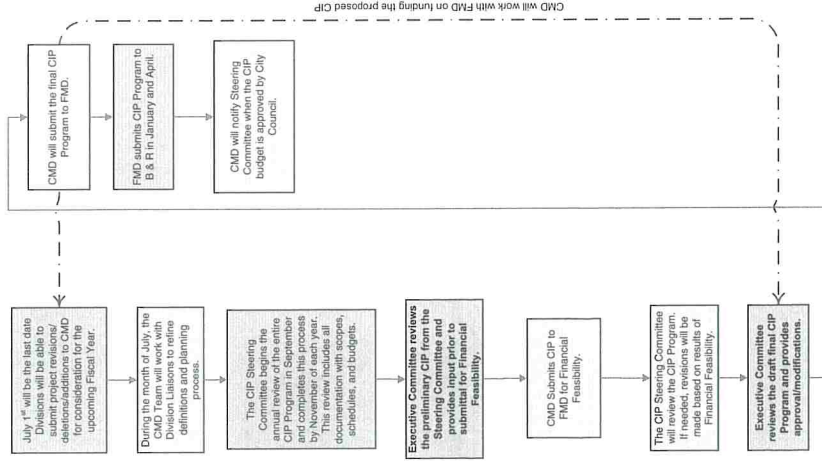 July 1st will be the last date
Divisions will be able to
submit project revisions/
deletions/additions to CMD
for consideration for the
upcoming Fiscal Year.
During the month of July, the
CMD Team will work with
Division Liaisons to refine
definitions and planning
process.
The CIP Steering
Committee begins the
annual review of the entire
CIP Program in September
and completes this process
by November of each year.
This review includes all
documentation with scopes,
schedules, and budgets.
Executive Committee reviews
the preliminary CIP from the
Steering Committee and
provides input prior to
submittal for Financial
Feasibility.
CMD Submits CIP to
FMD for Financial
Feasibility.
The CIP Steering Committee
will review the CIP Program.
If needed, revisions will be
made based on results of
Financial Feasibility.
Executive Committee
reviews the draft final CIP
Program and provides
approval/modifications.
CMD will submit the final CIP
Program to FMD.
FMD submits CIP Program to
B & R in January and April.
CMD will notify Steering
Committee when the CIP
budget is approved by City
Council.
CMD will work with FMD on funding the proposed CIP